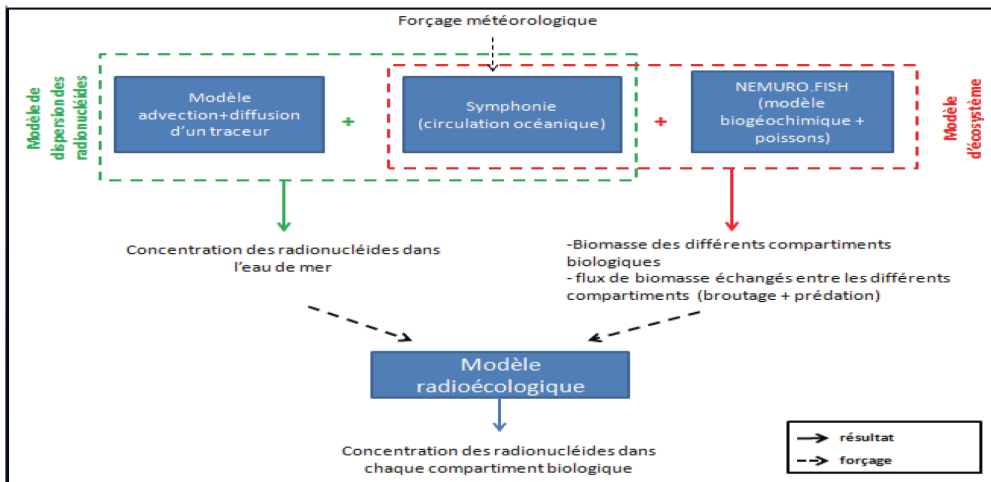 Forçage météorologique
Modèle de
dispersion des
radionucléides
Modèle
advection+diffusion
d'un traceur
+
Symphonie
(circulation océanique)
+
NEMURO.FISH
(modèle
biogéochimique +
poissons)
Modèle
d'écosystème
Concentration des radionucléides dans
l'eau de mer
-Biomasse des différents compartiments
biologiques
-flux de biomasse échangés entre les différents
compartiments (broutage + prédation)
Modèle
radioécologique
Concentration des radionucléides dans
chaque compartiment biologique
résultat
forçage